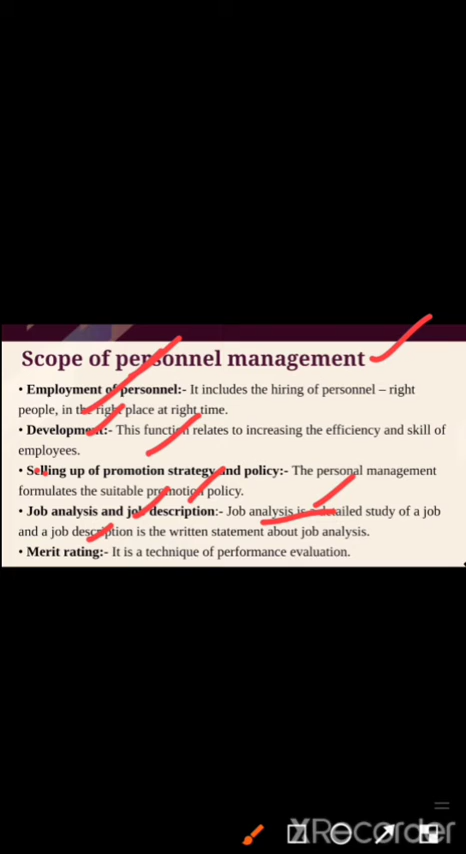 Scope of personnel management
• Employment of personnel:- It includes the hiring of personnel – right
people, in the right place at right time.
• Development:- This function relates to increasing the efficiency and skill of
employees.
• Selling up of promotion strategy and policy:- The personal management
formulates the suitable promotion policy.
• Job analysis and job description:- Job analysis is a detailed study of a job
and a job description is the written statement about job analysis.
• Merit rating:- It is a technique of performance evaluation.
XRecorder